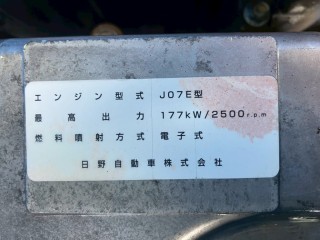 エンジン型式 J07E型
最高出力 177kW/2500r.p.m
燃料噴射方式 電子式
日野自動車株式会社